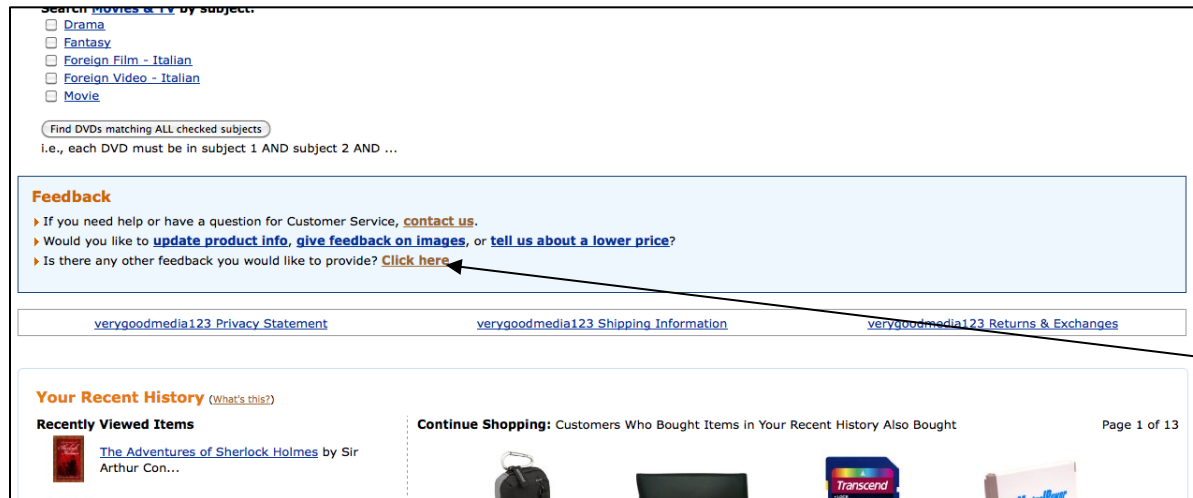 Search Movies & TV by subject:
Drama
Fantasy
Foreign Film - Italian
Foreign Video - Italian
Movie
Find DVDs matching ALL checked subjects
i.e., each DVD must be in subject 1 AND subject 2 AND ...
Feedback
If you need help or have a question for Customer Service, contact us.
Would you like to update product info, give feedback on images, or tell us about a lower price?
Is there any other feedback you would like to provide? Click here
verygoodmedia123 Privacy Statement verygoodmedia123 Shipping Information verygoodmedia123 Returns & Exchanges
Your Recent History (What's this?)
Recently Viewed Items
The Adventures of Sherlock Holmes by Sir
Arthur Con...
Continue Shopping: Customers Who Bought Items in Your Recent History Also Bought Page 1 of 13
Transcend